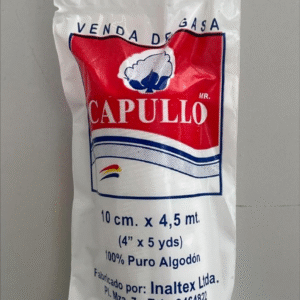 VENDA DE GASA
MR.
CAPULLO
10 cm. x 4,5 mt.
(4" x 5 yds)
100% Puro Algodón
Fabricado por: Inaltex Ltda.